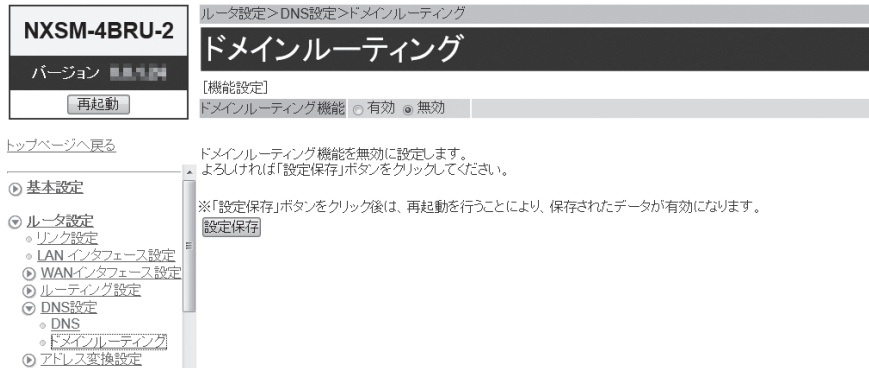 NXSM-4BRU-2
バージョン
再起動
トップページへ戻る
基本設定
ルータ設定
リンク設定
LAN インタフェース設定
WANインタフェース設定
ルーティング設定
DNS設定
DNS
ドメインルーティング
アドレス変換設定
ルータ設定>DNS設定>ドメインルーティング
ドメインルーティング
[機能設定]
ドメインルーティング機能 有効 無効
ドメインルーティング機能を無効に設定します。
よろしければ「設定保存」ボタンをクリックしてください。
※「設定保存」ボタンをクリック後は、再起動を行うことにより、保存されたデータが有効になります。
設定保存